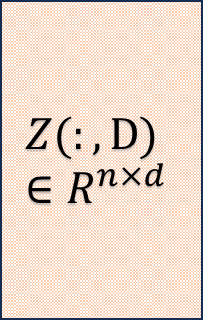 Z(:,D)
∈ R^{n×d}